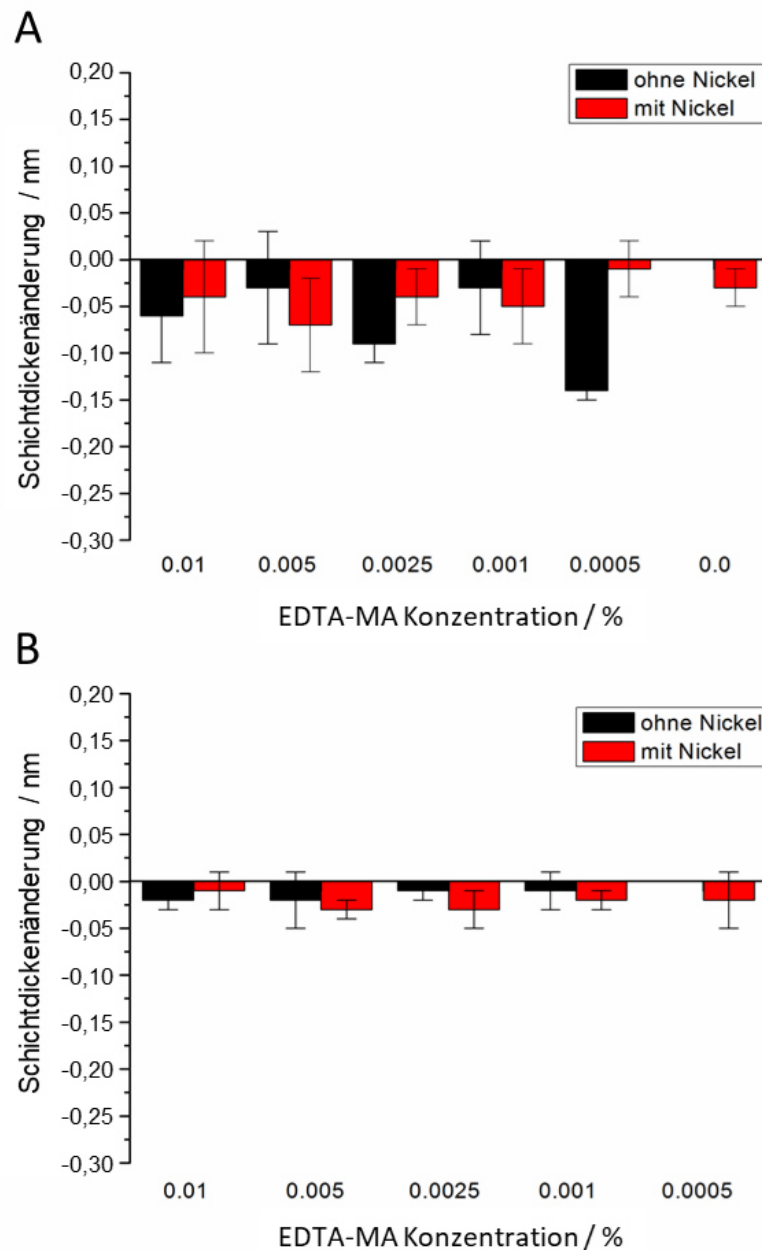 A
ohne Nickel
mit Nickel
Schichtdickenänderung / nm
0,20
0,15
0,10
0,05
0,00
-0,05
-0,10
-0,15
-0,20
-0,25
-0,30
0.01 0.005 0.0025 0.001 0.0005 0.0
EDTA-MA Konzentration / %
B
ohne Nickel
mit Nickel
Schichtdickenänderung / nm
0,20
0,15
0,10
0,05
0,00
-0,05
-0,10
-0,15
-0,20
-0,25
-0,30
0.01 0.005 0.0025 0.001 0.0005
EDTA-MA Konzentration / %